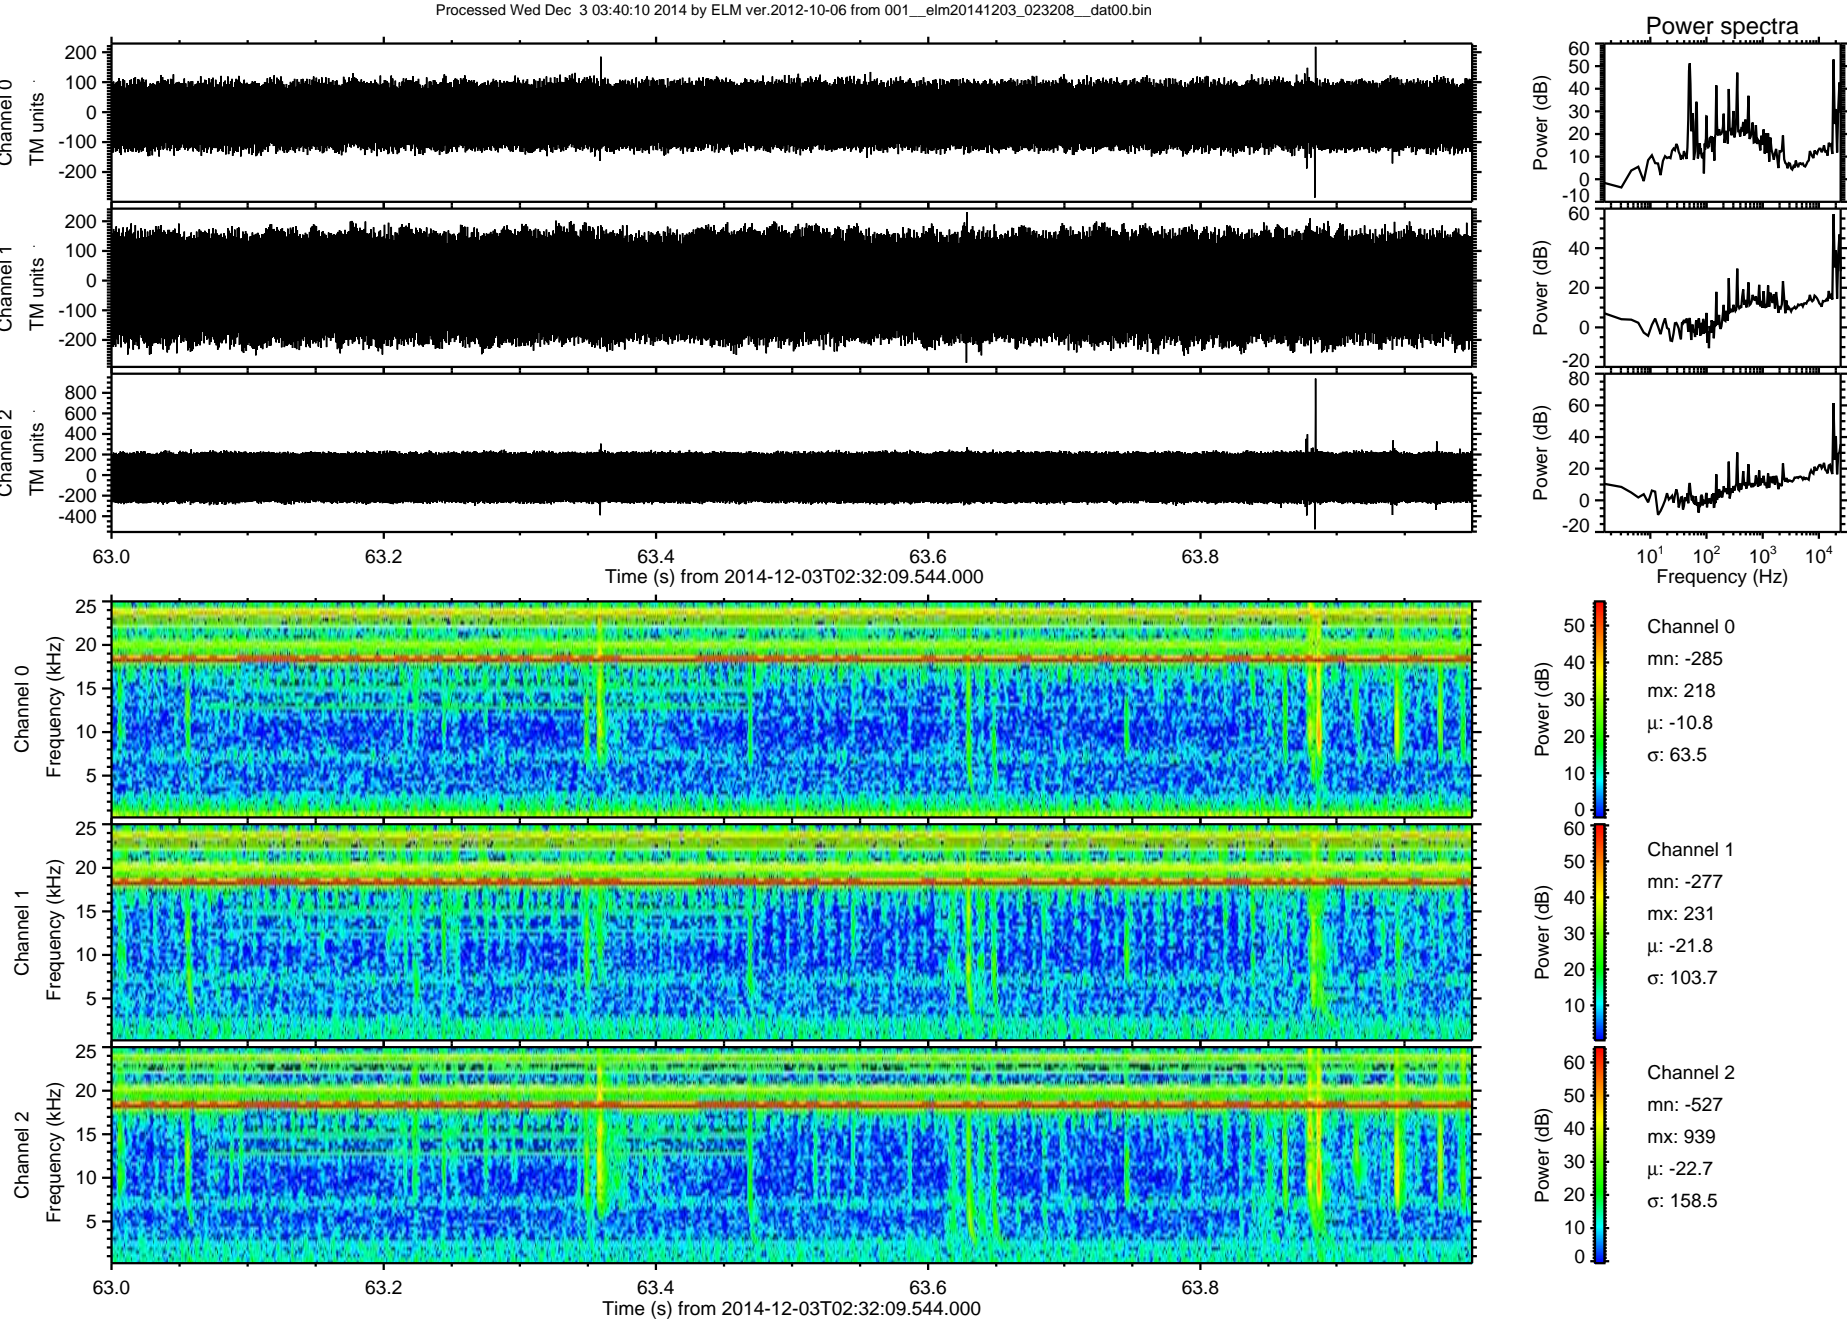 Processed Wed Dec  3 03:40:10 2014 by ELM ver.2012-10-06 from 001__elm20141203_023208__dat00.bin
Power spectra
Channel 0
TM units
200
100
0
-100
-200
Power (dB)
60
50
40
30
20
10
0
-10
Channel 1
TM units
200
100
0
-100
-200
Power (dB)
60
40
20
0
-20
Channel 2
TM units
800
600
400
200
0
-200
-400
Power (dB)
80
60
40
20
0
-20
63.0 63.2 63.4 63.6 63.8
Time (s) from 2014-12-03T02:32:09.544.000
10¹ 10² 10³ 10⁴
Frequency (Hz)
Channel 0
Frequency (kHz)
25
20
15
10
5
Power (dB)
50
40
30
20
10
0
Channel 0
mn: -285
mx: 218
μ: -10.8
σ: 63.5
Channel 1
Frequency (kHz)
25
20
15
10
5
Power (dB)
60
50
40
30
20
10
Channel 1
mn: -277
mx: 231
μ: -21.8
σ: 103.7
Channel 2
Frequency (kHz)
25
20
15
10
5
Power (dB)
60
50
40
30
20
10
0
Channel 2
mn: -527
mx: 939
μ: -22.7
σ: 158.5
63.0 63.2 63.4 63.6 63.8
Time (s) from 2014-12-03T02:32:09.544.000